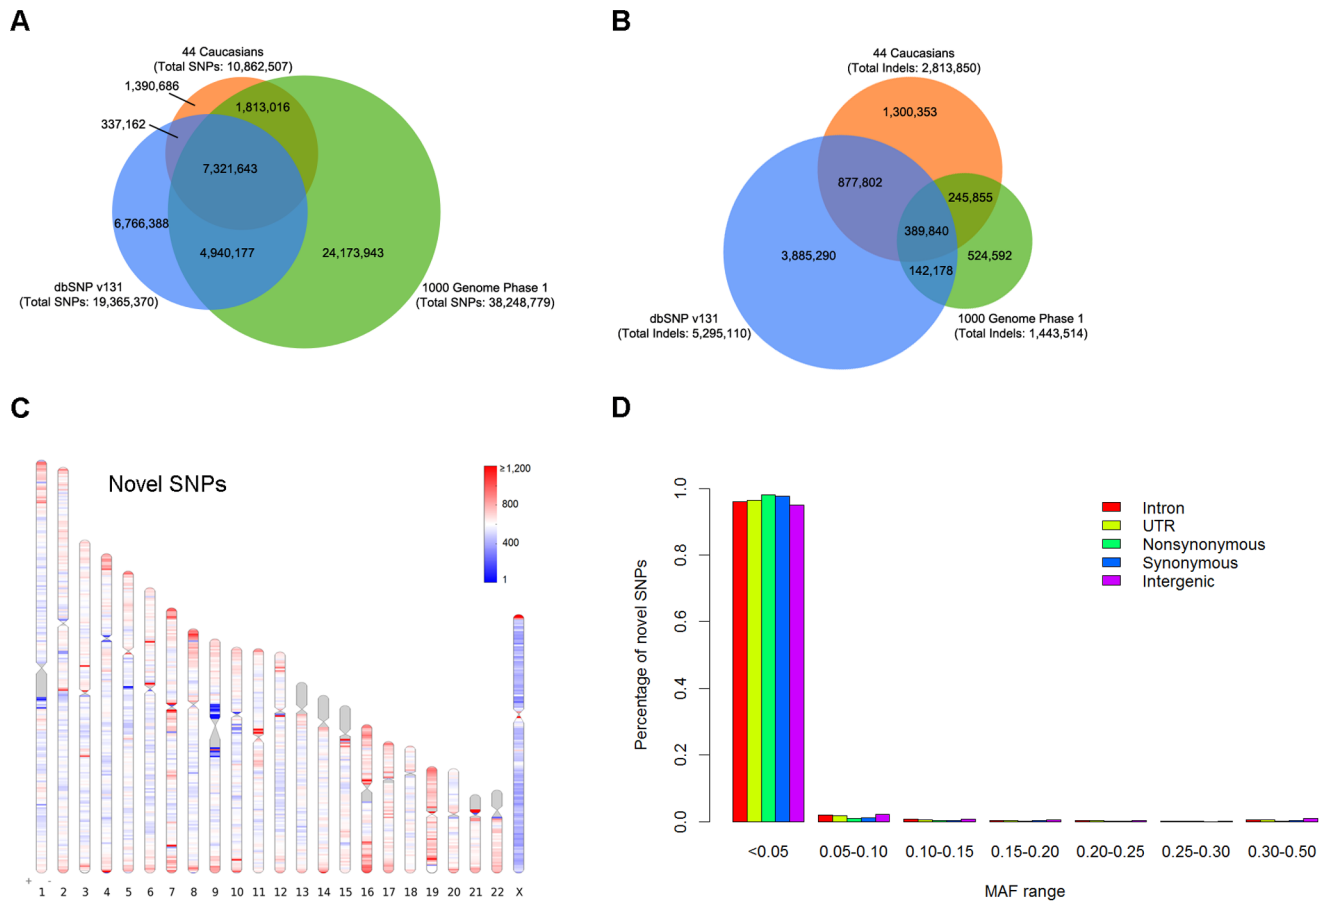 A
44 Caucasians
(Total SNPs: 10,862,507)
1,390,686
1,813,016
337,162
7,321,643
6,766,388
4,940,177
24,173,943
dbSNP v131
(Total SNPs: 19,365,370)
1000 Genome Phase 1
(Total SNPs: 38,248,779)
B
44 Caucasians
(Total Indels: 2,813,850)
1,300,353
877,802
245,855
389,840
3,885,290
142,178
524,592
dbSNP v131
(Total Indels: 5,295,110)
1000 Genome Phase 1
(Total Indels: 1,443,514)
C
Novel SNPs
≥1,200
800
400
1
+ -
1 2 3 4 5 6 7 8 9 10 11 12 13 14 15 16 17 18 19 20 21 22 X
D
Percentage of novel SNPs
1.0
0.8
0.6
0.4
0.2
0.0
Intron
UTR
Nonsynonymous
Synonymous
Intergenic
<0.05 0.05-0.10 0.10-0.15 0.15-0.20 0.20-0.25 0.25-0.30 0.30-0.50
MAF range